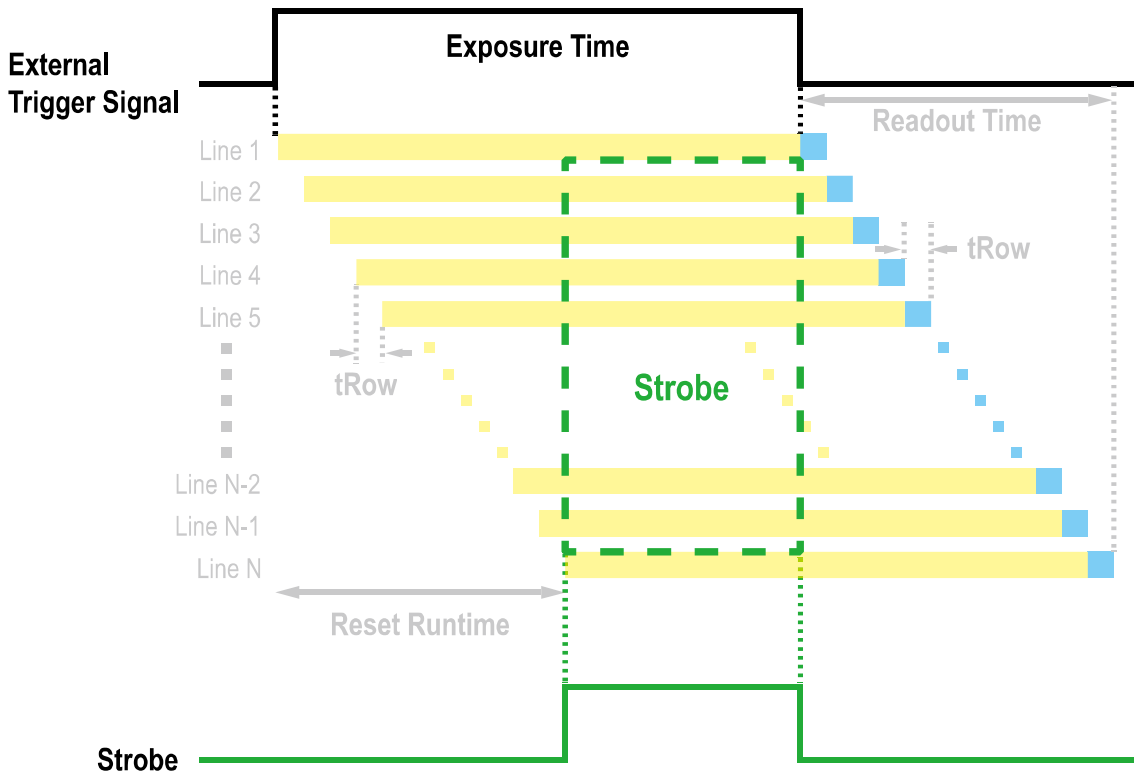 Exposure Time
External
Trigger Signal
Readout Time
Line 1
Line 2
Line 3
tRow
Line 4
Line 5
tRow
Strobe
Line N-2
Line N-1
Line N
Reset Runtime
Strobe